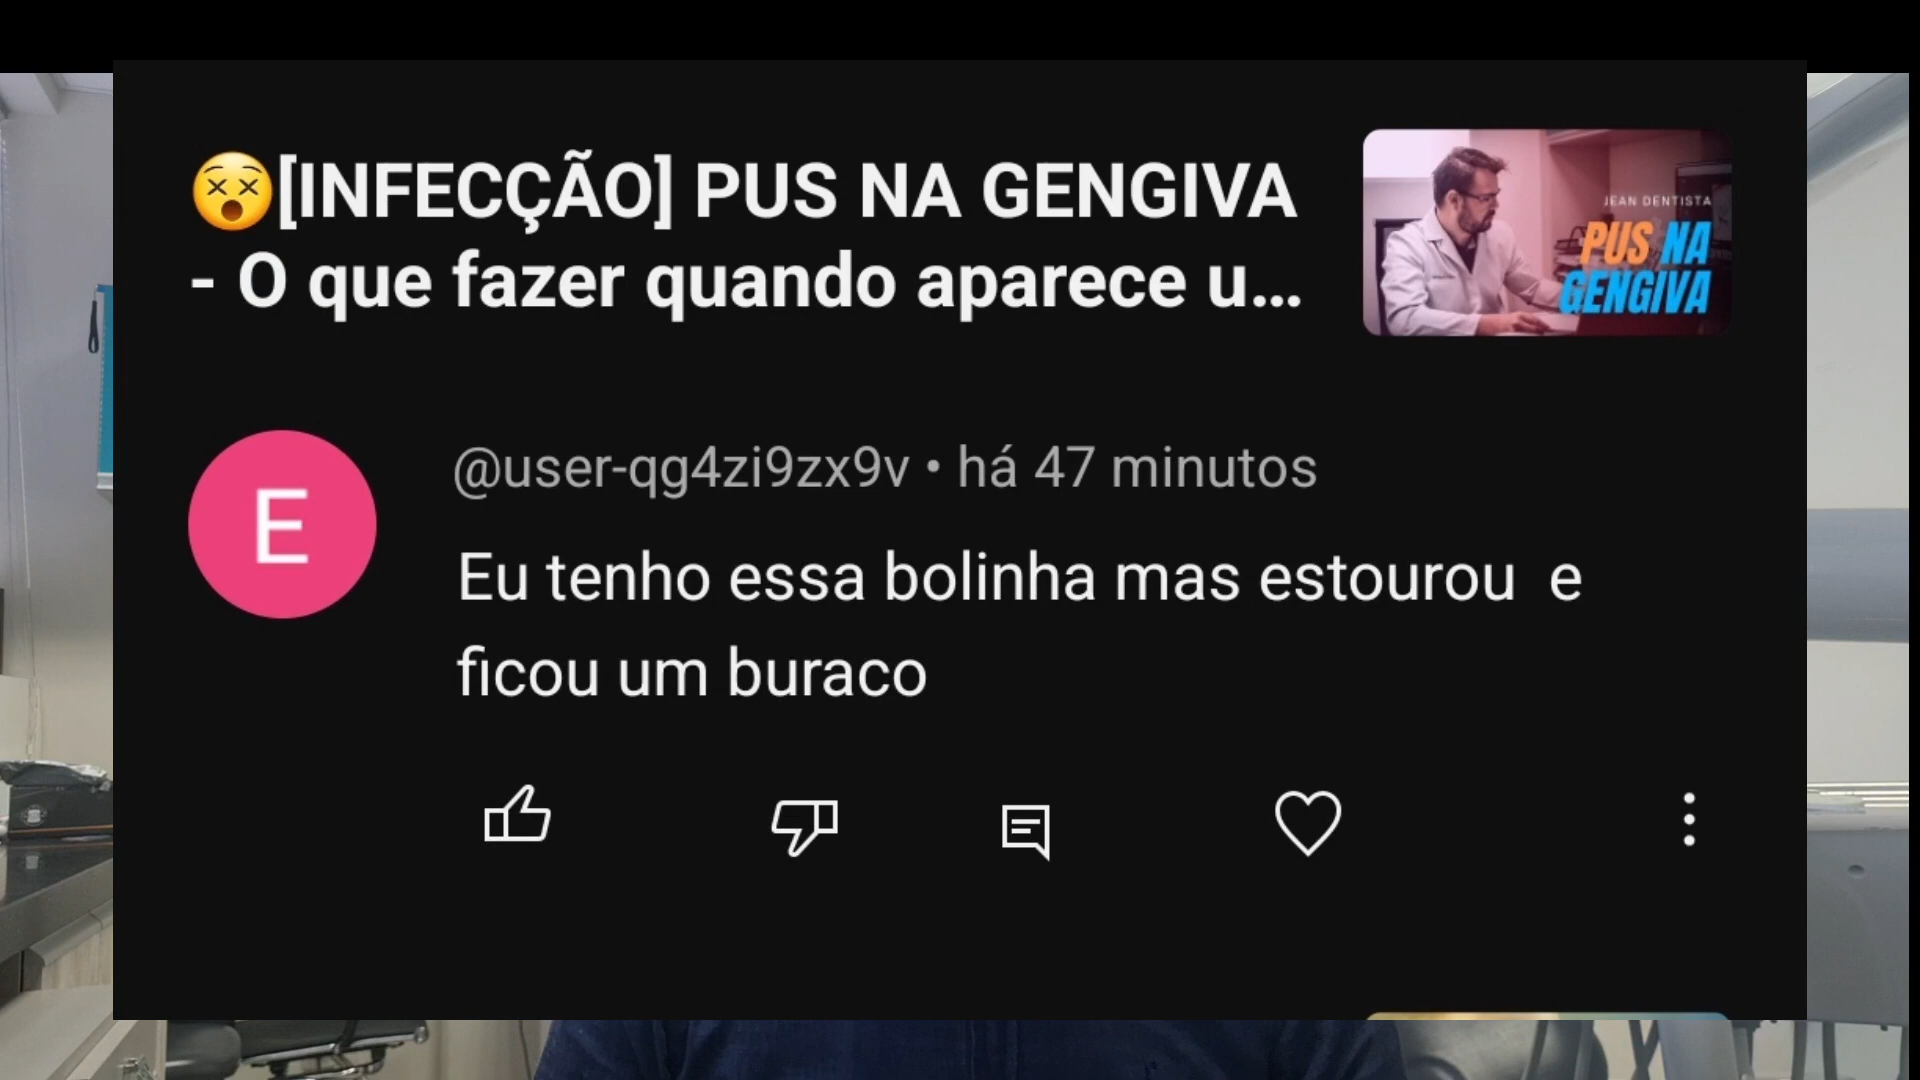 😵[INFECÇÃO] PUS NA GENGIVA
- O que fazer quando aparece u...
JEAN DENTISTA
PUS NA
GENGIVA
E
@user-qg4zi9zx9v • há 47 minutos
Eu tenho essa bolinha mas estourou e
ficou um buraco